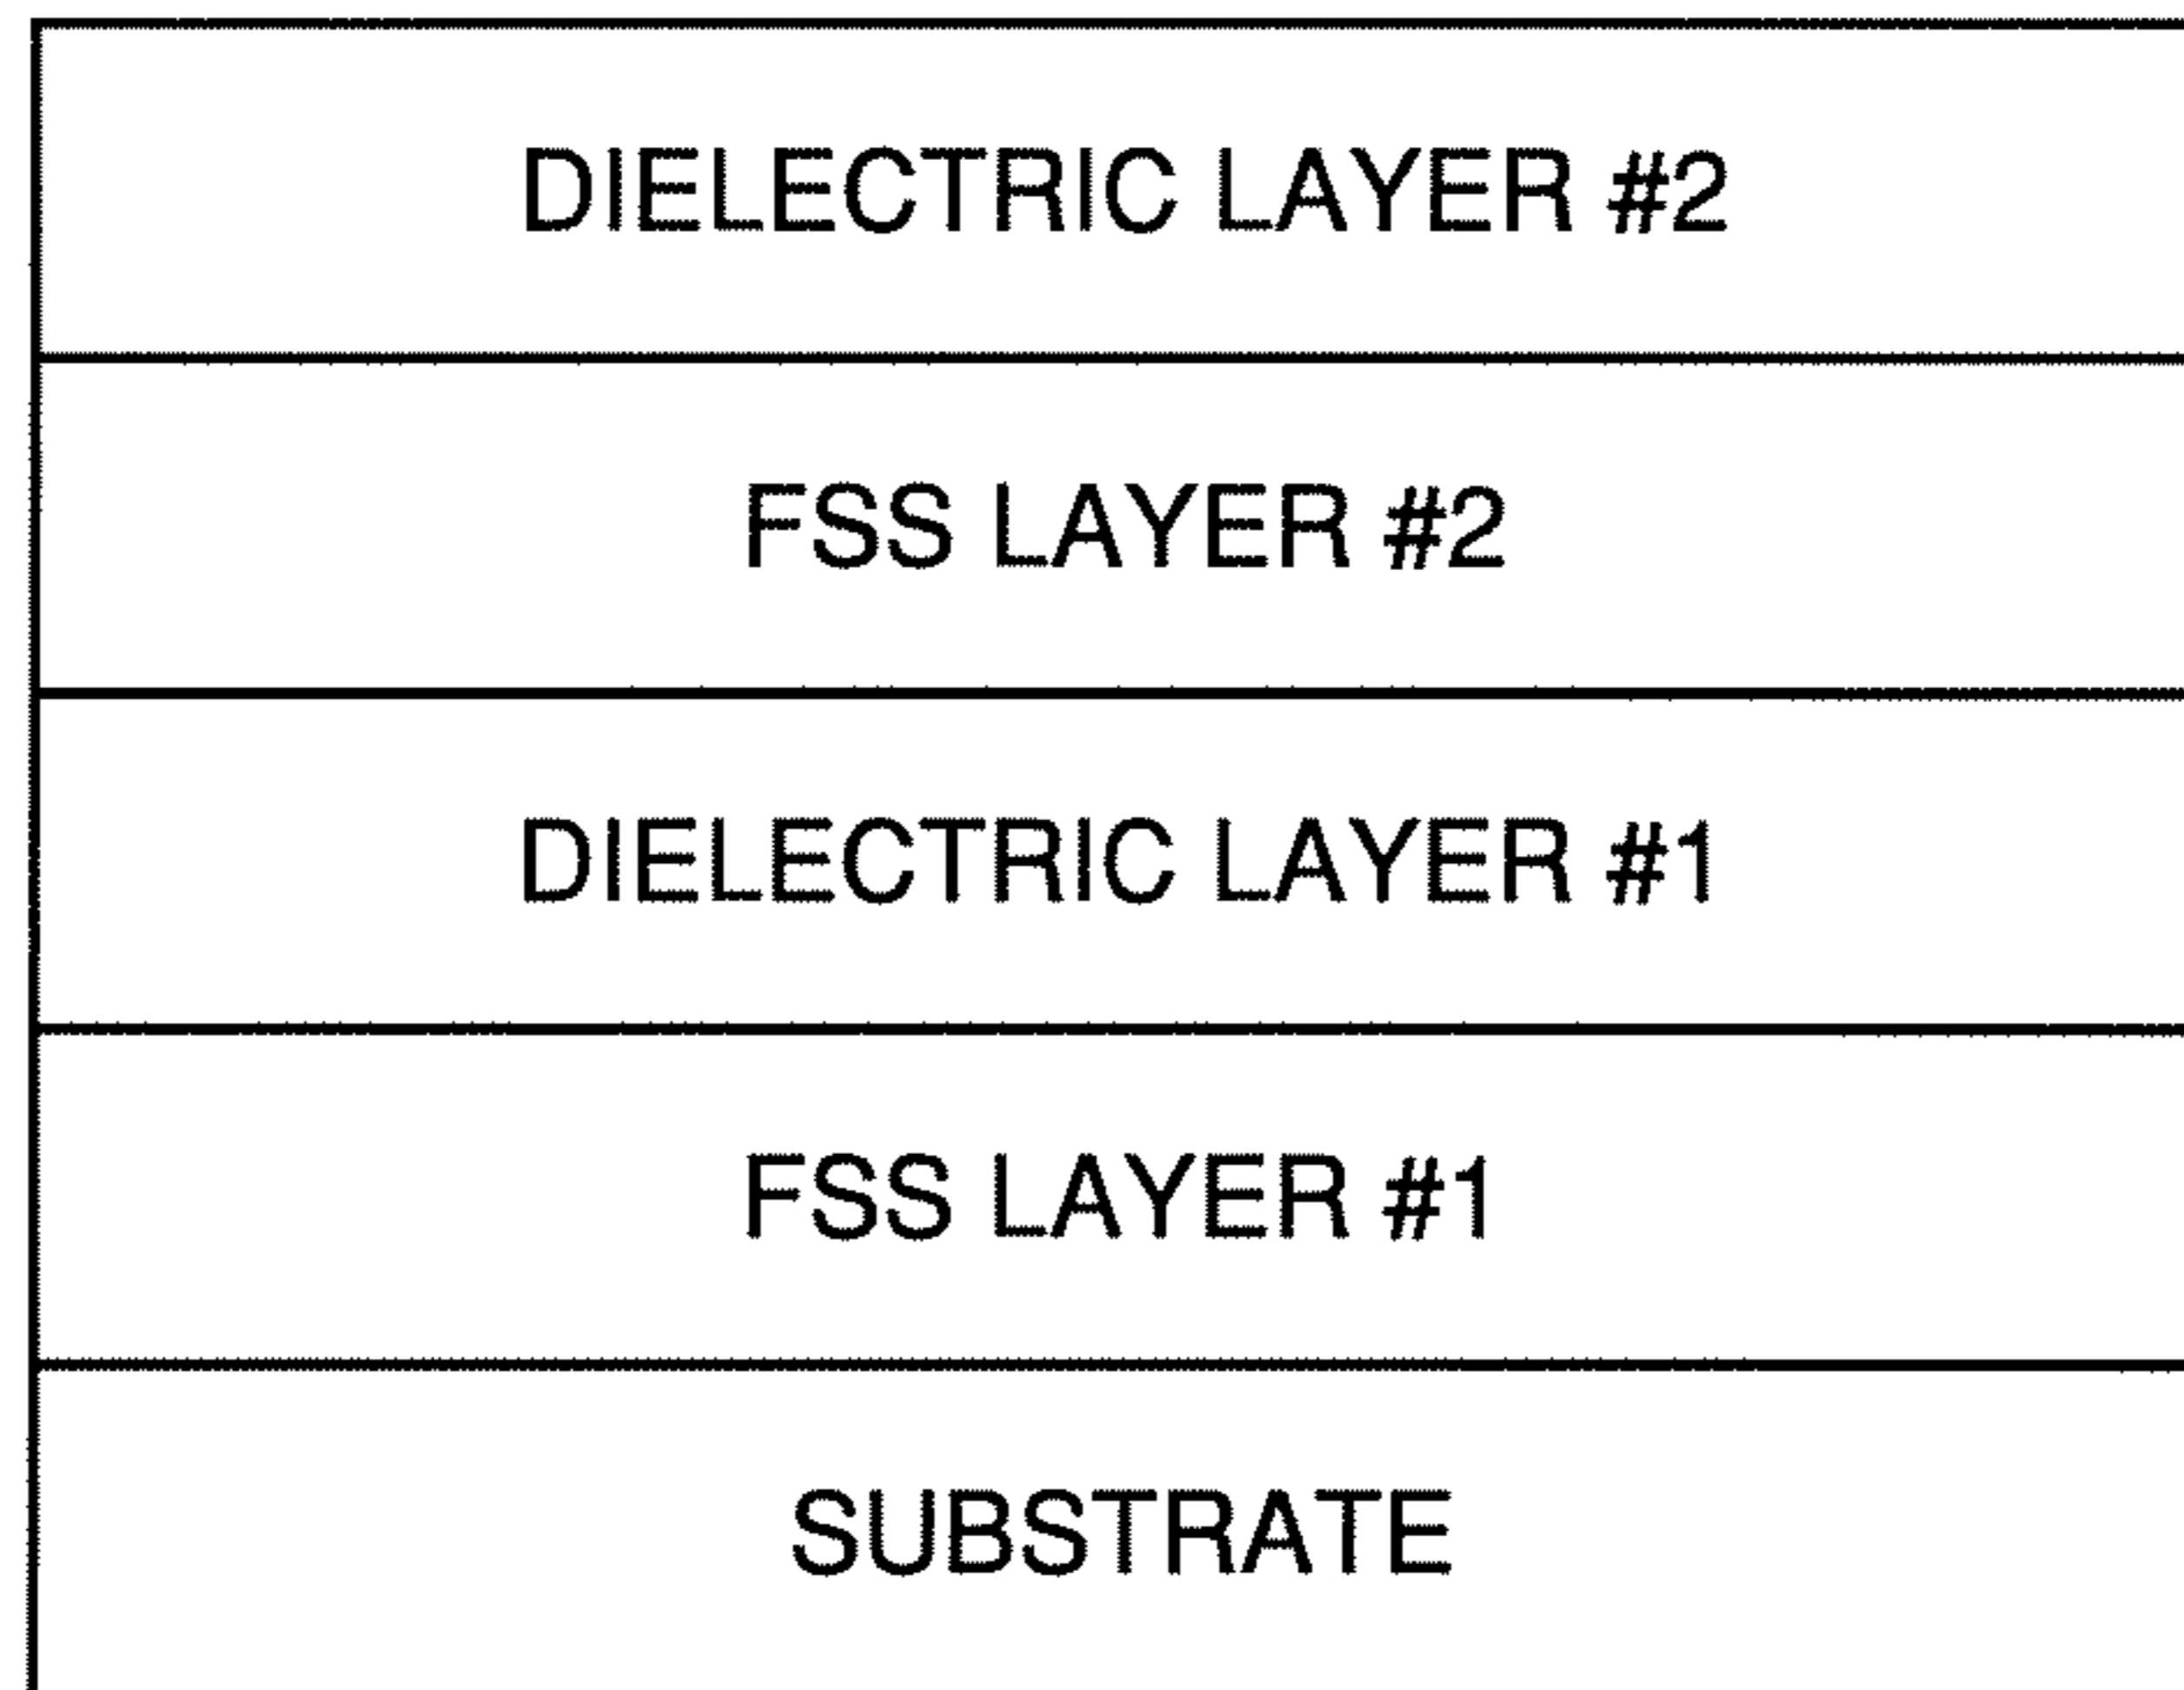 DIELECTRIC LAYER #2
FSS LAYER #2
DIELECTRIC LAYER #1
FSS LAYER #1
SUBSTRATE